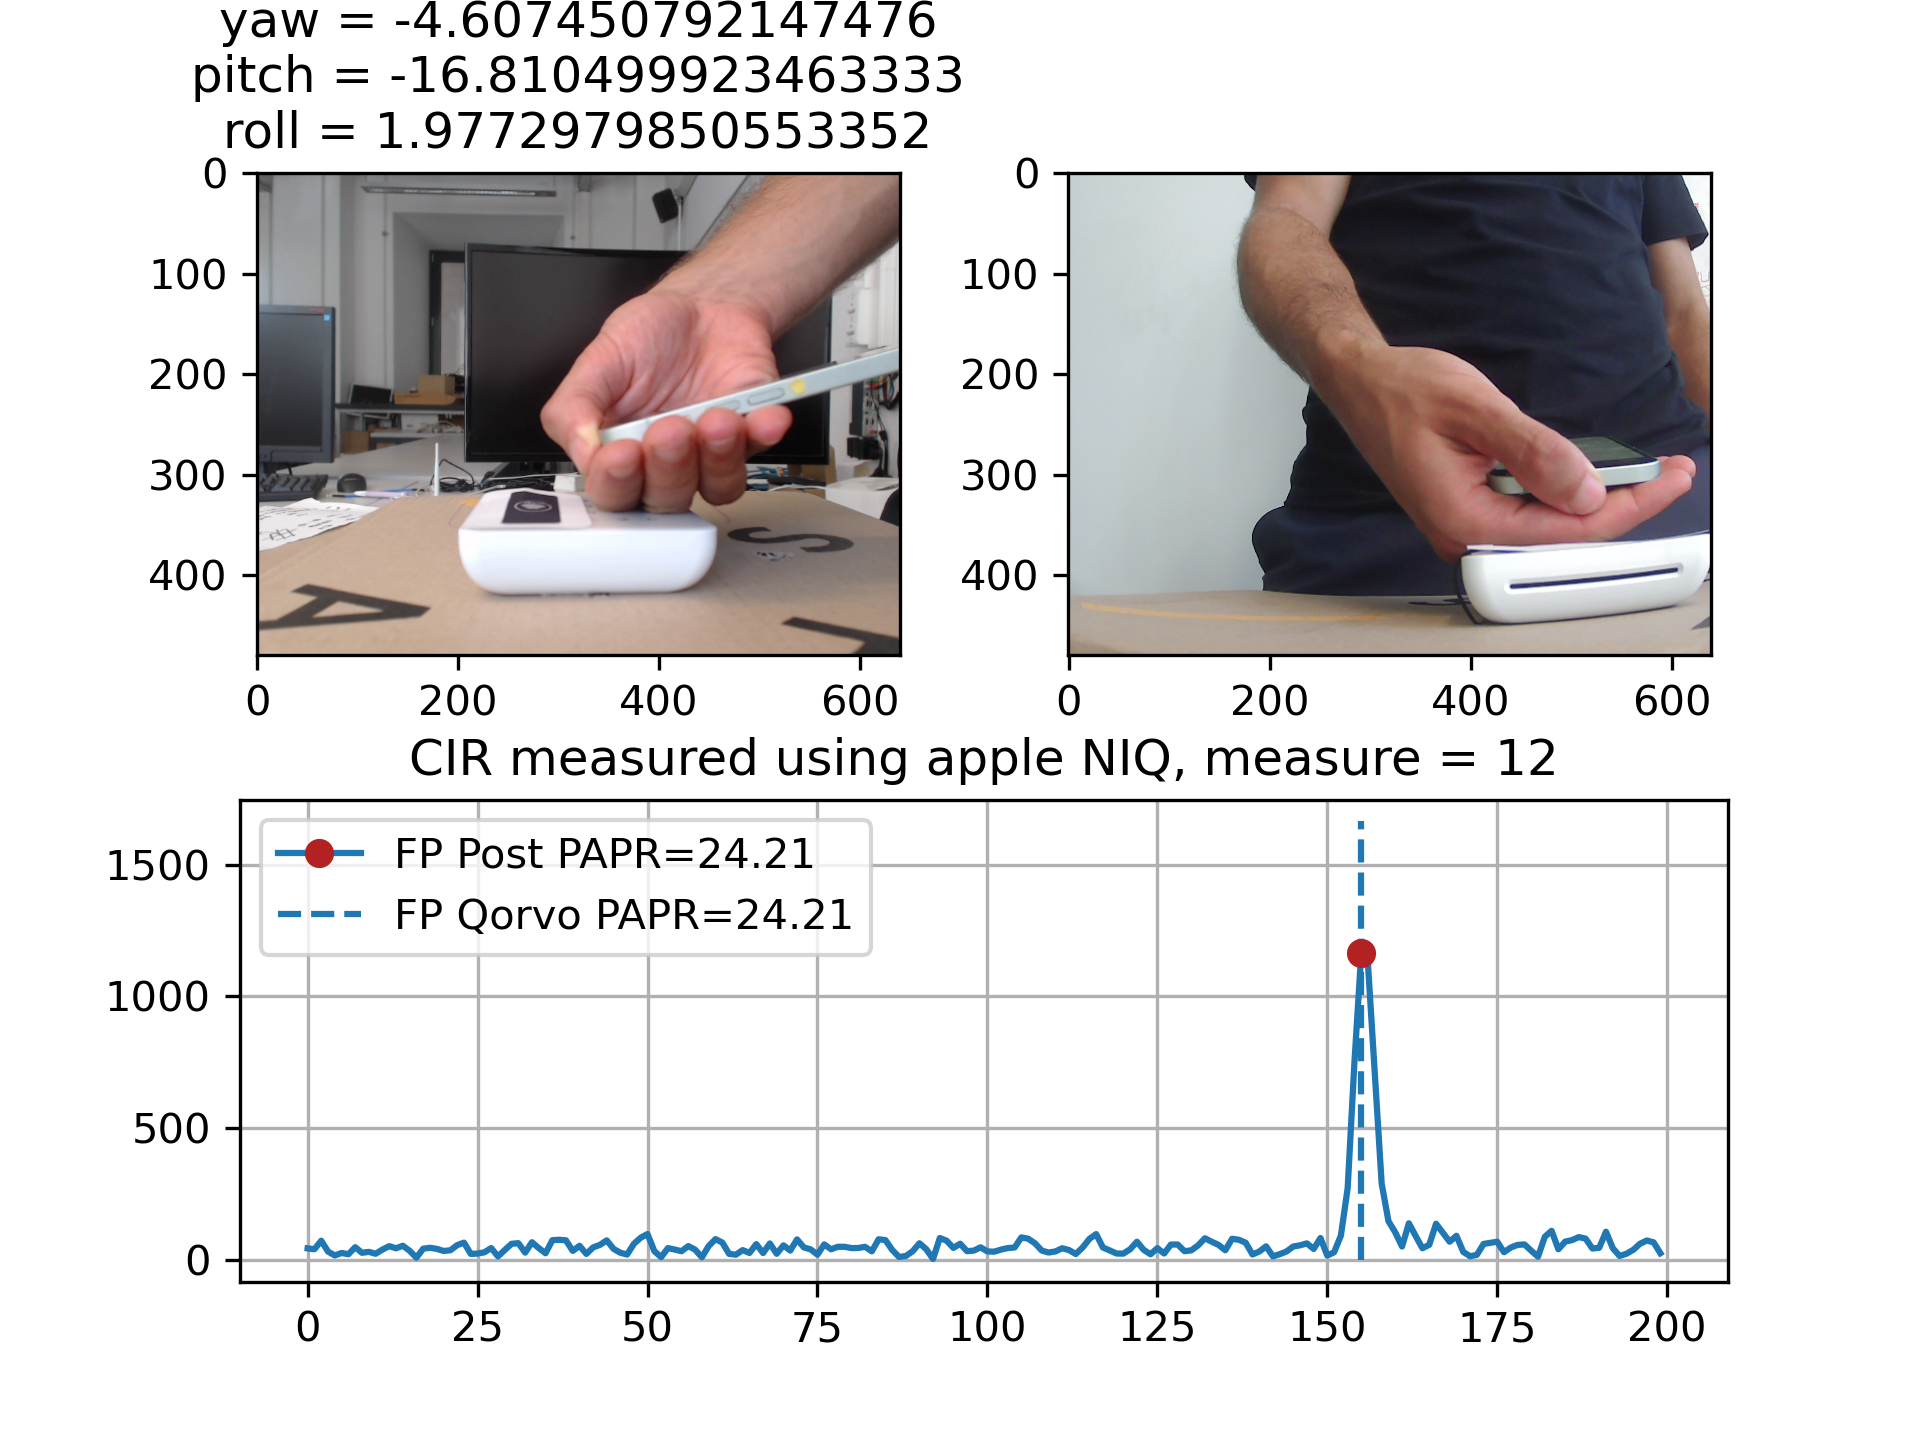 yaw = -4.607450792147476
pitch = -16.810499923463333
roll = 1.9772979850553352
0
100
200
300
400
0 200 400 600
0
100
200
300
400
0 200 400 600
S
A
CIR measured using apple NIQ, measure = 12
FP Post PAPR=24.21
FP Qorvo PAPR=24.21
1500
1000
500
0
0 25 50 75 100 125 150 175 200